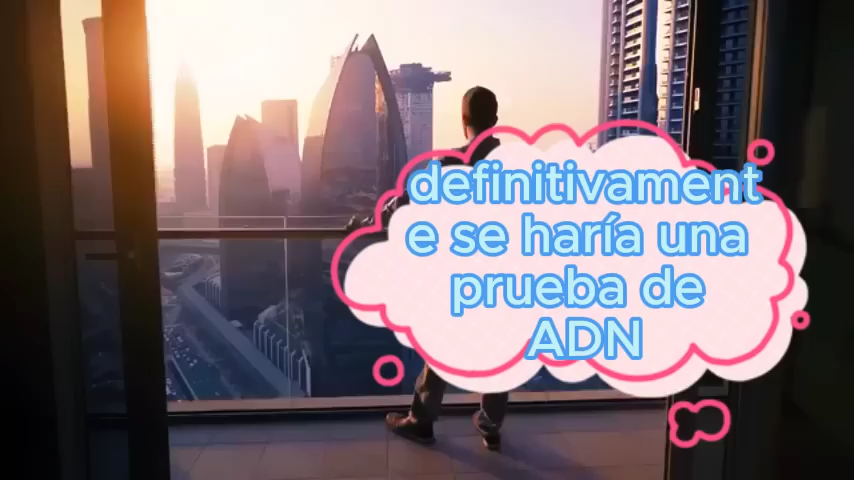 definitivament
e se haría una
prueba de
ADN